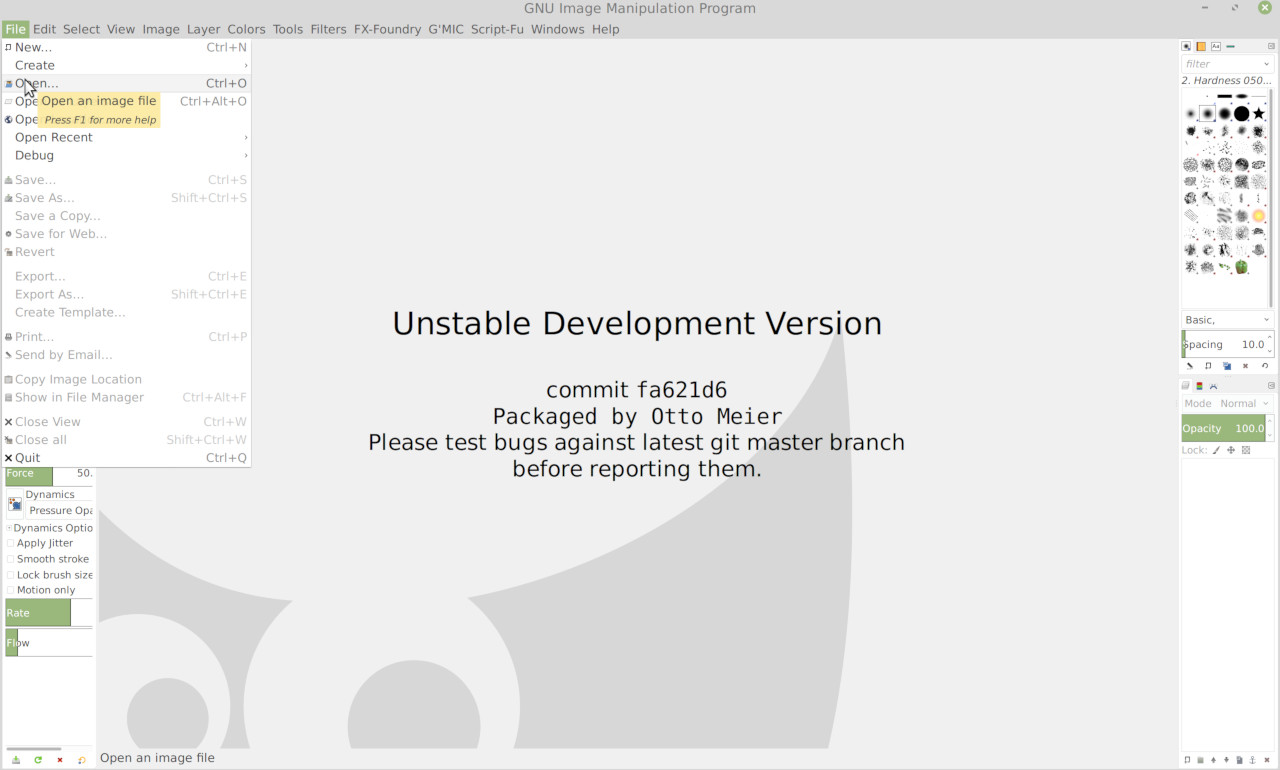 GNU Image Manipulation Program
File Edit Select View Image Layer Colors Tools Filters FX-Foundry G'MIC Script-Fu Windows Help
New... Ctrl+N
Create
Open... Ctrl+O
Ope Ctrl+Alt+O
Open an image file
Ope
Press F1 for more help
Open Recent
Debug
Save... Ctrl+S
Save As... Shift+Ctrl+S
Save a Copy...
Save for Web...
Revert
Export... Ctrl+E
Export As... Shift+Ctrl+E
Create Template...
Print... Ctrl+P
Send by Email...
Copy Image Location
Show in File Manager Ctrl+Alt+F
Close View Ctrl+W
Close all Shift+Ctrl+W
Quit Ctrl+Q
Force 50.
Dynamics
Pressure Opa
Dynamics Optio
Apply Jitter
Smooth stroke
Lock brush size
Motion only
Rate
Flow
Unstable Development Version
commit fa621d6
Packaged by Otto Meier
Please test bugs against latest git master branch
before reporting them.
Open an image file
filter
2. Hardness 050...
Basic,
Spacing 10.0
Mode Normal
Opacity 100.0
Lock: